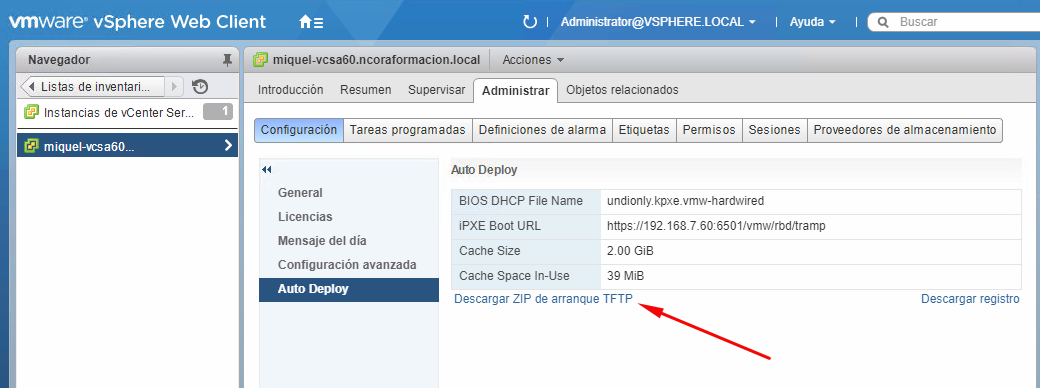 vmware® vSphere Web Client
Administrator@VSPHERE.LOCAL
Ayuda
Buscar
Navegador
Listas de inventari...
Instancias de vCenter Ser... 1
miquel-vcsa60...
miquel-vcsa60.ncoraformacion.local
Acciones
Introducción Resumen Supervisar Administrar Objetos relacionados
Configuración Tareas programadas Definiciones de alarma Etiquetas Permisos Sesiones Proveedores de almacenamiento
General
Licencias
Mensaje del día
Configuración avanzada
Auto Deploy
Auto Deploy
BIOS DHCP File Name undionly.kpxe.vmw-hardwired
iPXE Boot URL https://192.168.7.60:6501/vmw/rbd/tramp
Cache Size 2.00 GiB
Cache Space In-Use 39 MiB
Descargar ZIP de arranque TFTP Descargar registro